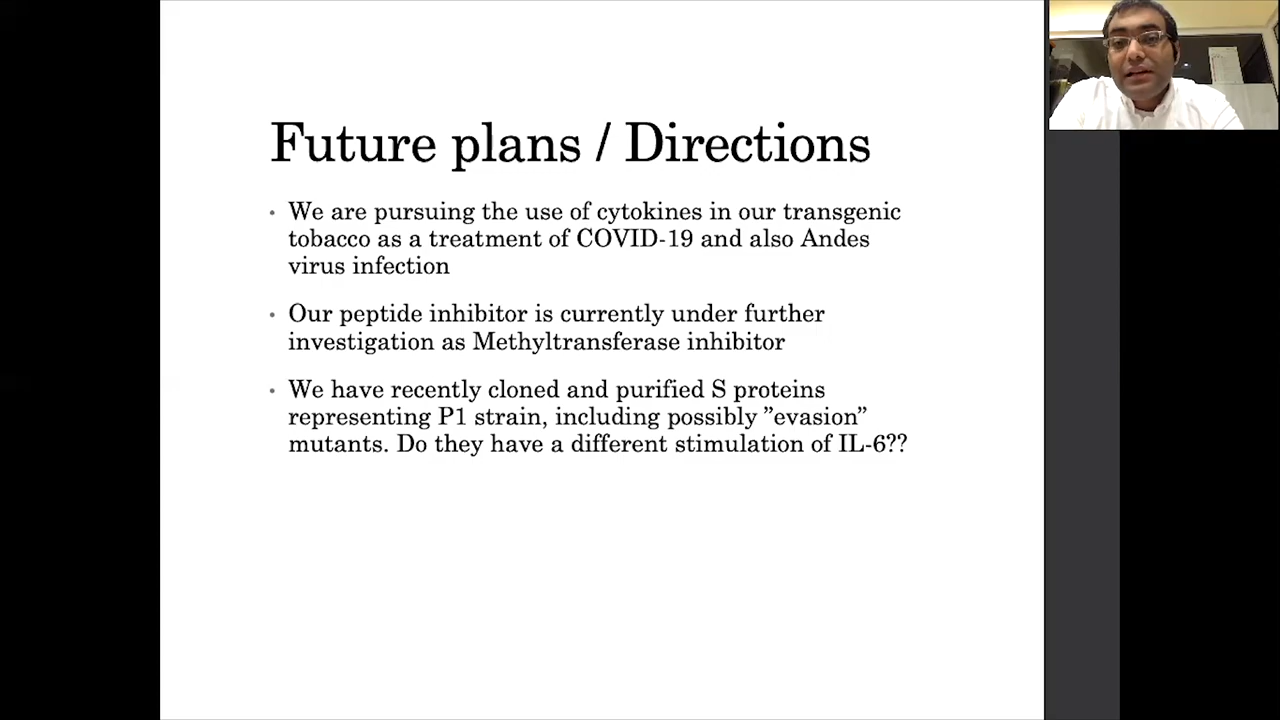 Future plans / Directions
• We are pursuing the use of cytokines in our transgenic
tobacco as a treatment of COVID-19 and also Andes
virus infection
• Our peptide inhibitor is currently under further
investigation as Methyltransferase inhibitor
• We have recently cloned and purified S proteins
representing P1 strain, including possibly ”evasion”
mutants. Do they have a different stimulation of IL-6??